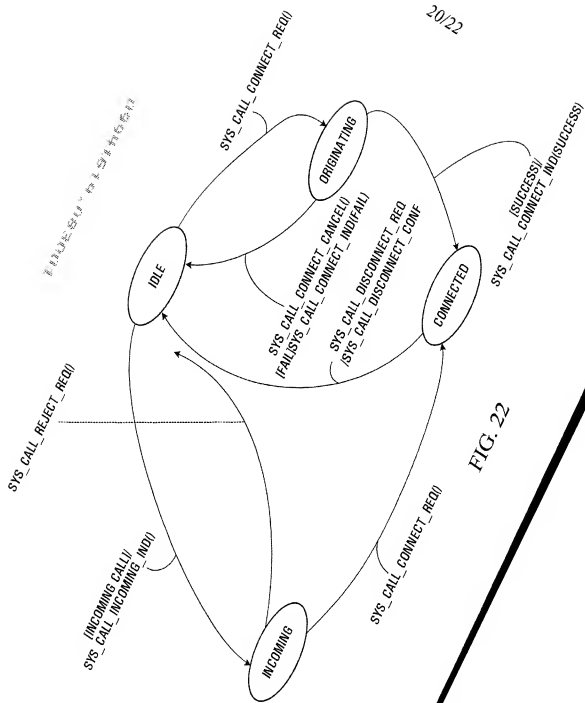 20/22
SYS_CALL_CONNECT_REQ()
IDLE
ORIGINATING
SYS_CALL_CONNECT_CANCEL()
[FAIL]SYS_CALL_CONNECT_IND(FAIL)
SYS_CALL_DISCONNECT_REQ
/SYS_CALL_DISCONNECT_CONF
[SUCCESS]/
SYS_CALL_CONNECT_IND(SUCCESS)
CONNECTED
SYS_CALL_REJECT_REQ()
[INCOMING CALL]/
SYS_CALL_INCOMING_IND()
INCOMING
SYS_CALL_CONNECT_REQ()
FIG. 22